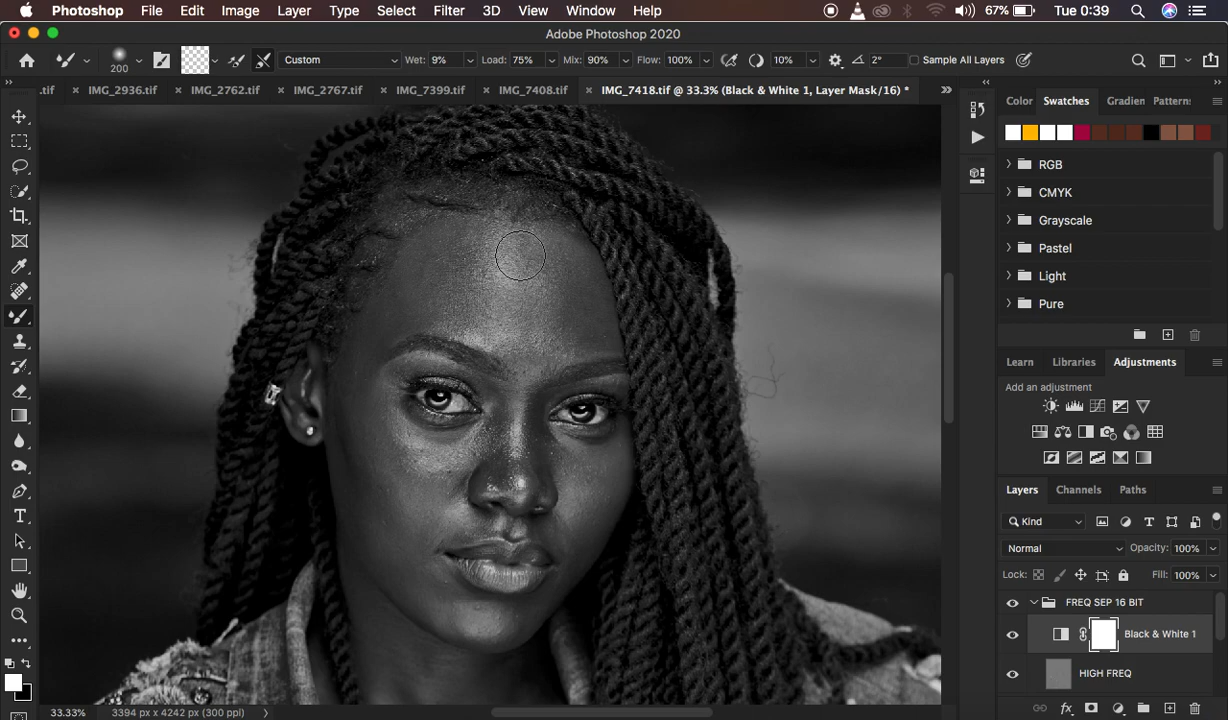 Photoshop File Edit Image Layer Type Select Filter 3D View Window Help 67% Tue 0:39
Adobe Photoshop 2020
200 Custom Wet: 9% Load: 75% Mix: 90% Flow: 100% 10% 2° Sample All Layers
.tif × IMG_2936.tif × IMG_2762.tif × IMG_2767.tif × IMG_7399.tif × IMG_7408.tif × IMG_7418.tif @ 33.3% (Black & White 1, Layer Mask/16) *
Color Swatches Gradien Pattern:
RGB
CMYK
Grayscale
Pastel
Light
Pure
Learn Libraries Adjustments
Add an adjustment
Layers Channels Paths
Kind
Normal Opacity: 100%
Lock: Fill: 100%
FREQ SEP 16 BIT
Black & White 1
HIGH FREQ
33.33% 3394 px x 4242 px (300 ppi)